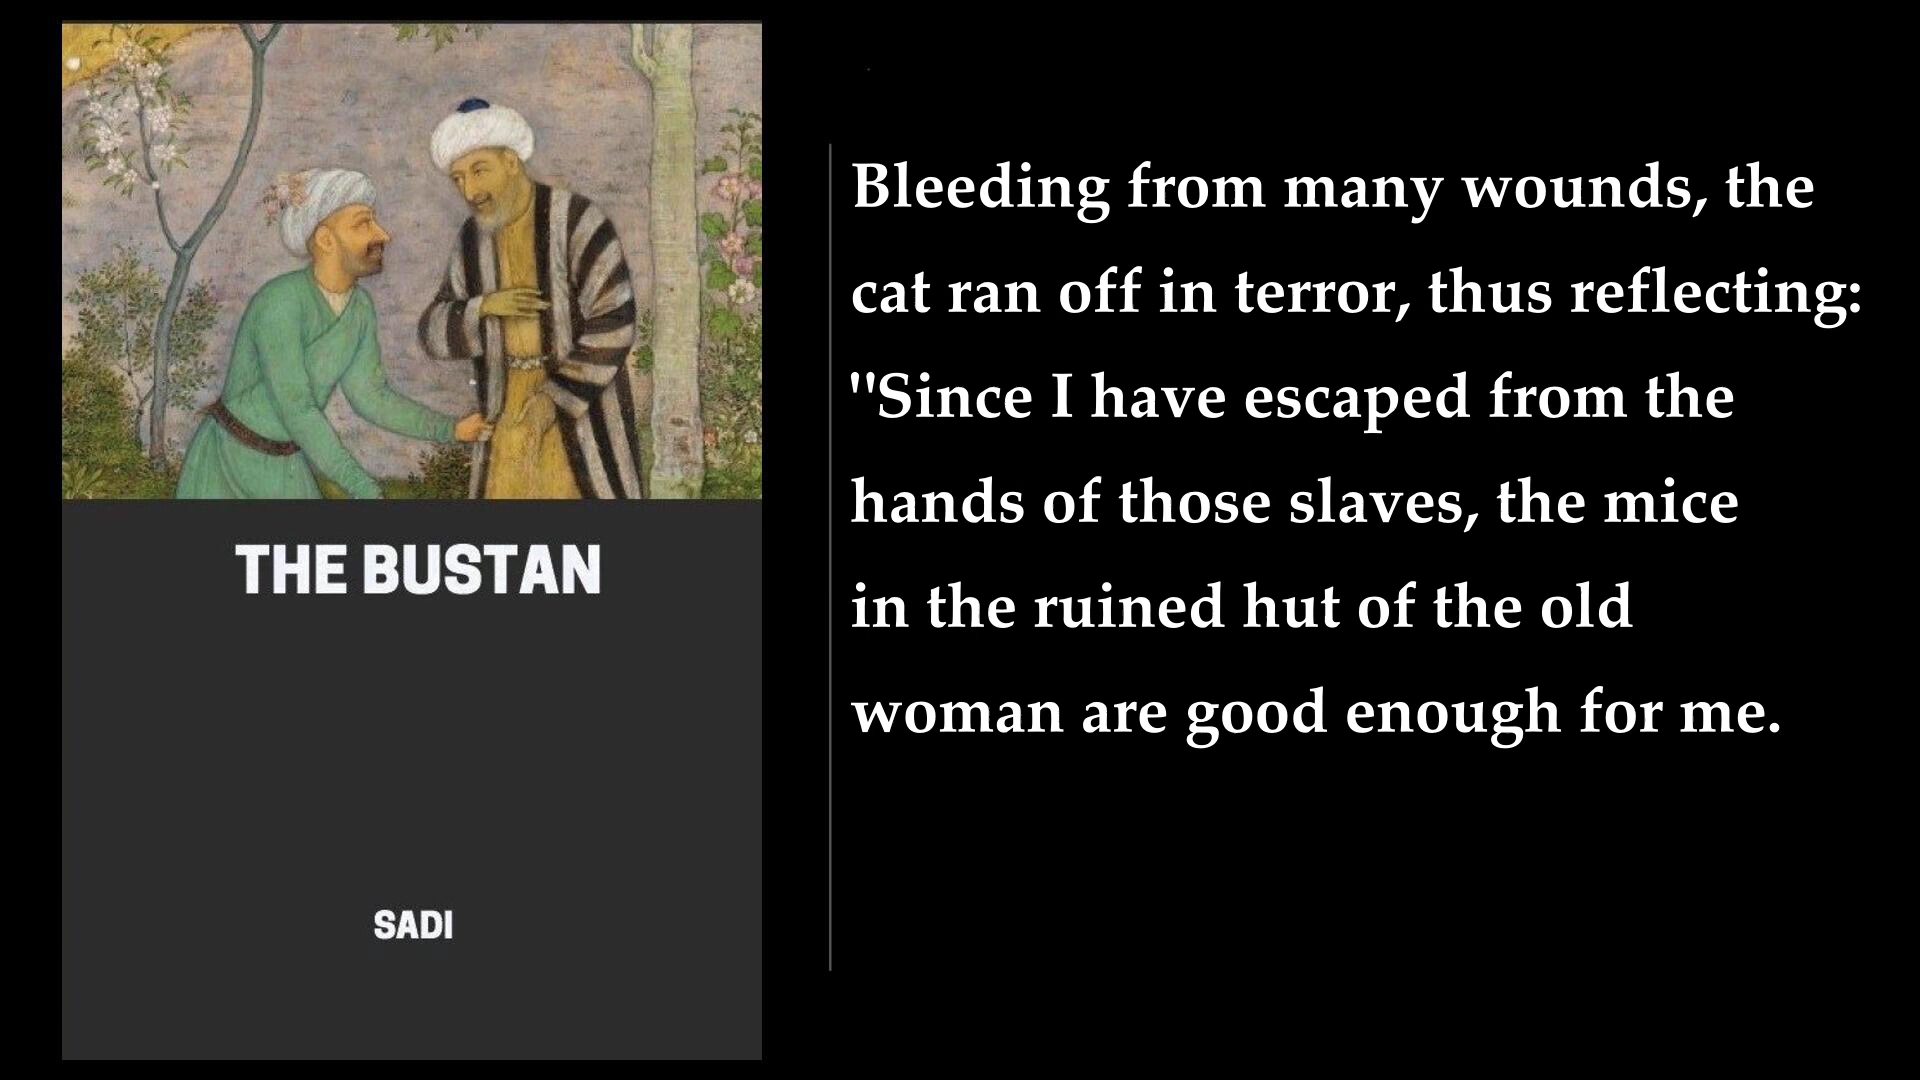 THE BUSTAN
SADI
Bleeding from many wounds, the
cat ran off in terror, thus reflecting:
"Since I have escaped from the
hands of those slaves, the mice
in the ruined hut of the old
woman are good enough for me.